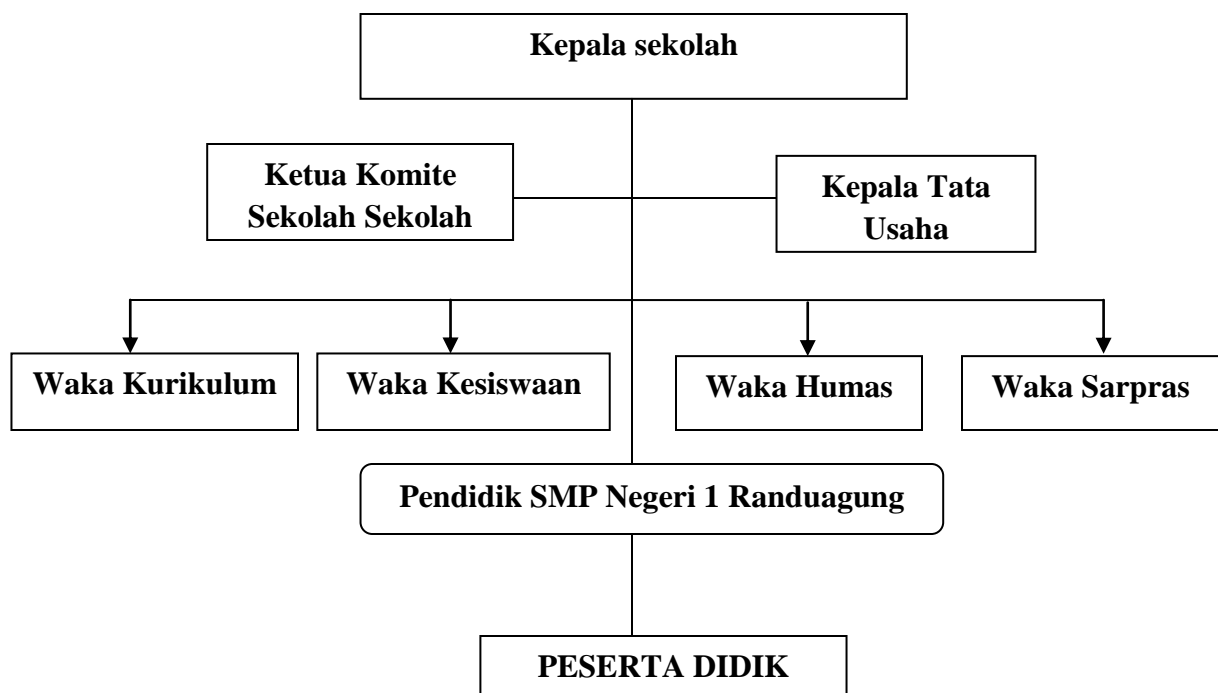 Kepala sekolah
Ketua Komite
Sekolah Sekolah
Kepala Tata
Usaha
Waka Kurikulum
Waka Kesiswaan
Waka Humas
Waka Sarpras
Pendidik SMP Negeri 1 Randuagung
PESERTA DIDIK